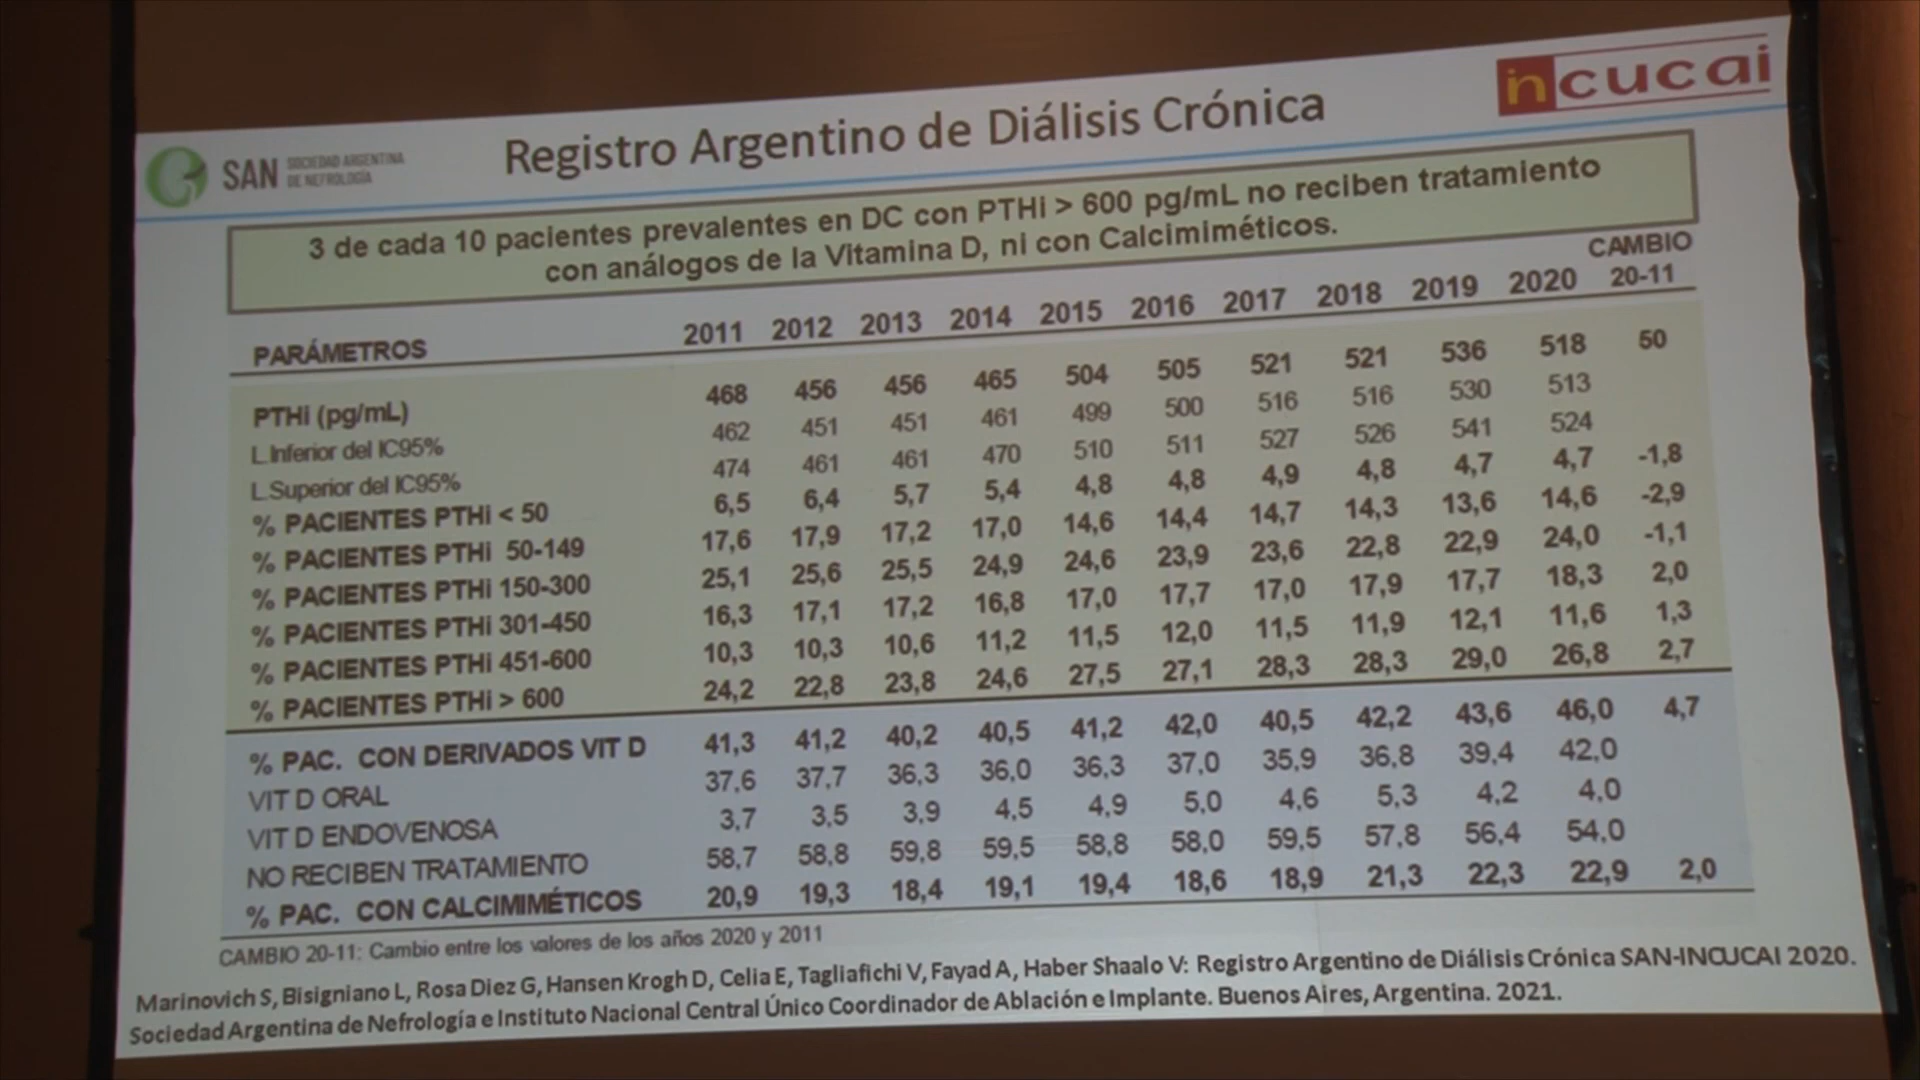 SAN SOCIEDAD ARGENTINA DE NEFROLOGÍA
Registro Argentino de Diálisis Crónica
incucai
3 de cada 10 pacientes prevalentes en DC con PTHi > 600 pg/mL no reciben tratamiento
con análogos de la Vitamina D, ni con Calcimiméticos.
PARÁMETROS 2011 2012 2013 2014 2015 2016 2017 2018 2019 2020 CAMBIO 20-11
PTHi (pg/mL) 468 456 456 465 504 505 521 521 536 518 50
L.Inferior del IC95% 462 451 451 461 499 500 516 516 530 513
L.Superior del IC95% 474 461 461 470 510 511 527 526 541 524
% PACIENTES PTHi < 50 6,5 6,4 5,7 5,4 4,8 4,8 4,9 4,8 4,7 4,7 -1,8
% PACIENTES PTHi 50-149 17,6 17,9 17,2 17,0 14,6 14,4 14,7 14,3 13,6 14,6 -2,9
% PACIENTES PTHi 150-300 25,1 25,6 25,5 24,9 24,6 23,9 23,6 22,8 22,9 24,0 -1,1
% PACIENTES PTHi 301-450 16,3 17,1 17,2 16,8 17,0 17,7 17,0 17,9 17,7 18,3 2,0
% PACIENTES PTHi 451-600 10,3 10,3 10,6 11,2 11,5 12,0 11,5 11,9 12,1 11,6 1,3
% PACIENTES PTHi > 600 24,2 22,8 23,8 24,6 27,5 27,1 28,3 28,3 29,0 26,8 2,7
% PAC. CON DERIVADOS VIT D 41,3 41,2 40,2 40,5 41,2 42,0 40,5 42,2 43,6 46,0 4,7
VIT D ORAL 37,6 37,7 36,3 36,0 36,3 37,0 35,9 36,8 39,4 42,0
VIT D ENDOVENOSA 3,7 3,5 3,9 4,5 4,9 5,0 4,6 5,3 4,2 4,0
NO RECIBEN TRATAMIENTO 58,7 58,8 59,8 59,5 58,8 58,0 59,5 57,8 56,4 54,0
% PAC. CON CALCIMIMÉTICOS 20,9 19,3 18,4 19,1 19,4 18,6 18,9 21,3 22,3 22,9 2,0
CAMBIO 20-11: Cambio entre los valores de los años 2020 y 2011
Marinovich S, Bisigniano L, Rosa Diez G, Hansen Krogh D, Celia E, Tagliafichi V, Fayad A, Haber Shaalo V: Registro Argentino de Diálisis Crónica SAN-INCUCAI 2020.
Sociedad Argentina de Nefrología e Instituto Nacional Central Único Coordinador de Ablación e Implante. Buenos Aires, Argentina. 2021.